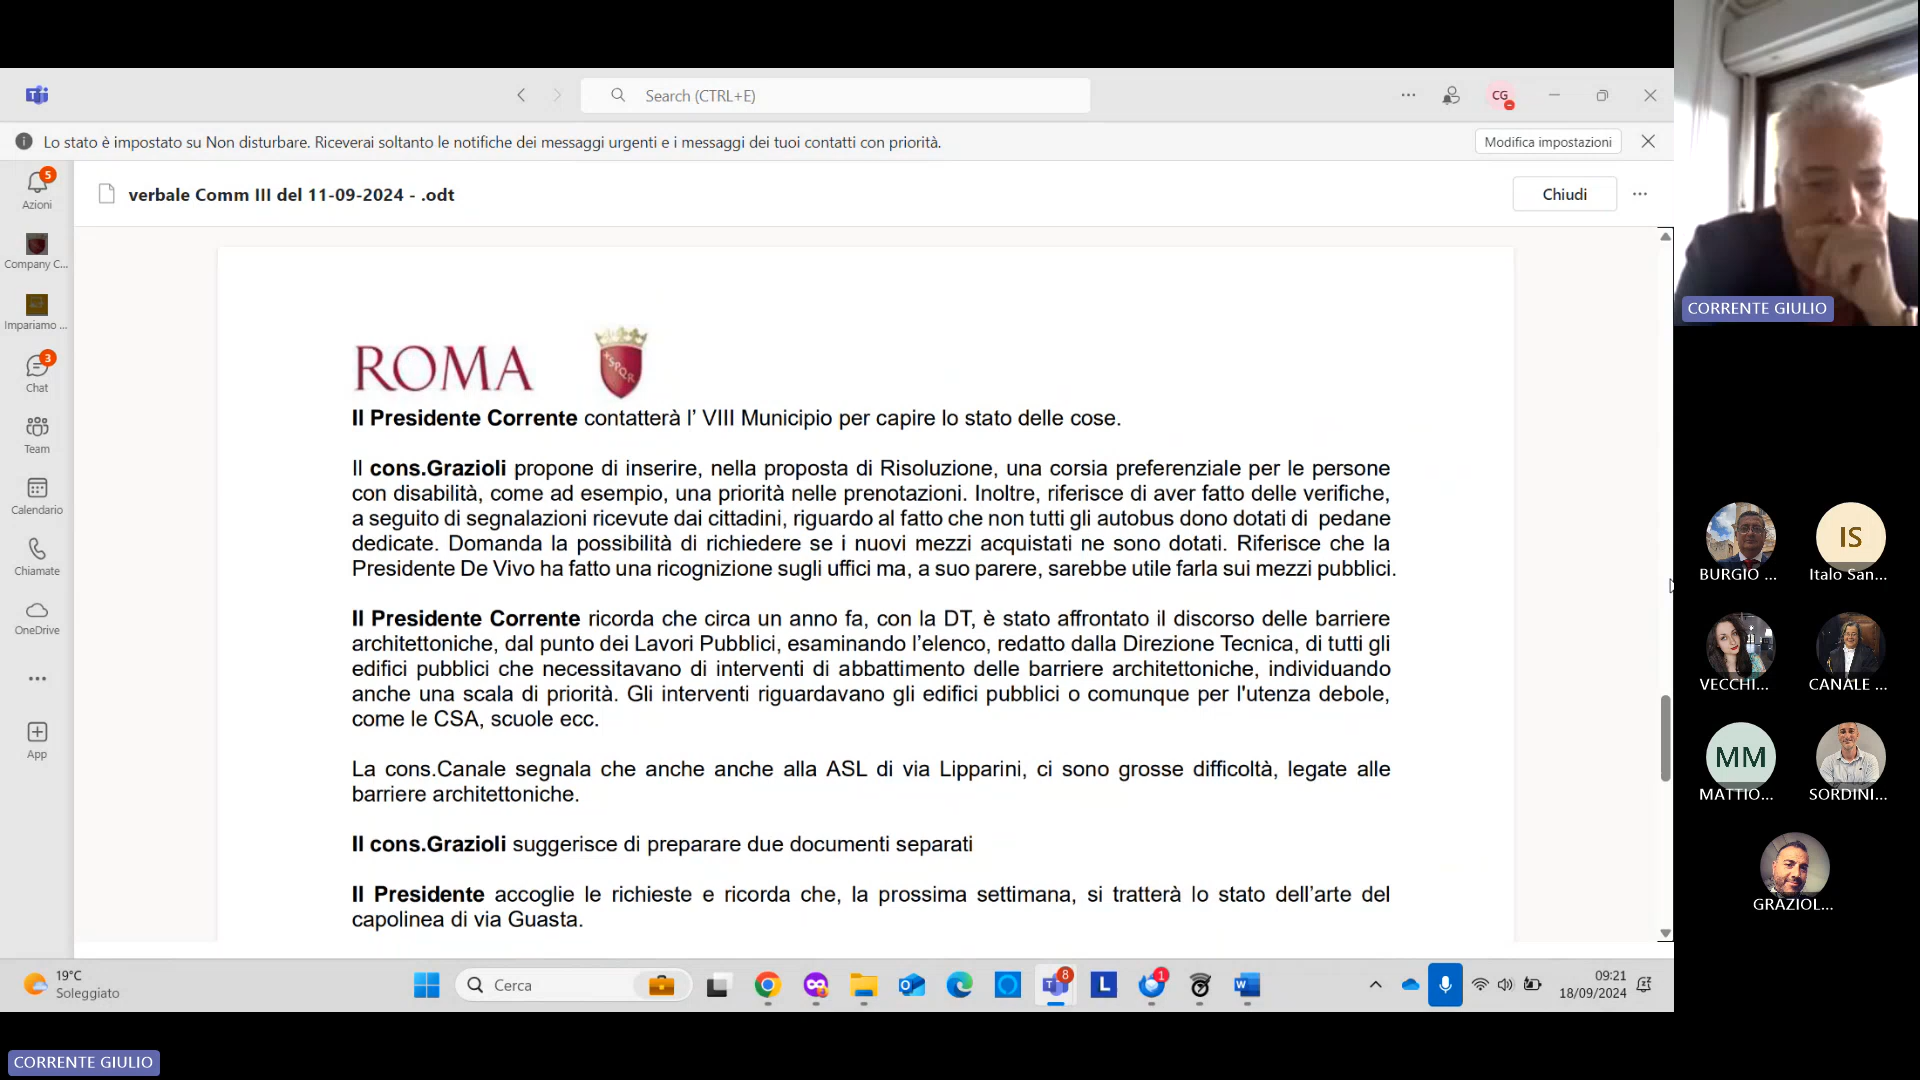 Search (CTRL+E)
CG
Lo stato è impostato su Non disturbare. Riceverai soltanto le notifiche dei messaggi urgenti e i messaggi dei tuoi contatti con priorità.
Modifica impostazioni
5
Azioni
Company C...
Impariamo ...
3
Chat
Team
Calendario
Chiamate
OneDrive
App
verbale Comm III del 11-09-2024 - .odt
Chiudi
ROMA
SPQR
Il Presidente Corrente contatterà l' VIII Municipio per capire lo stato delle cose.
Il cons.Grazioli propone di inserire, nella proposta di Risoluzione, una corsia preferenziale per le persone
con disabilità, come ad esempio, una priorità nelle prenotazioni. Inoltre, riferisce di aver fatto delle verifiche,
a seguito di segnalazioni ricevute dai cittadini, riguardo al fatto che non tutti gli autobus dono dotati di pedane
dedicate. Domanda la possibilità di richiedere se i nuovi mezzi acquistati ne sono dotati. Riferisce che la
Presidente De Vivo ha fatto una ricognizione sugli uffici ma, a suo parere, sarebbe utile farla sui mezzi pubblici.
Il Presidente Corrente ricorda che circa un anno fa, con la DT, è stato affrontato il discorso delle barriere
architettoniche, dal punto dei Lavori Pubblici, esaminando l'elenco, redatto dalla Direzione Tecnica, di tutti gli
edifici pubblici che necessitavano di interventi di abbattimento delle barriere architettoniche, individuando
anche una scala di priorità. Gli interventi riguardavano gli edifici pubblici o comunque per l'utenza debole,
come le CSA, scuole ecc.
La cons.Canale segnala che anche anche alla ASL di via Lipparini, ci sono grosse difficoltà, legate alle
barriere architettoniche.
Il cons.Grazioli suggerisce di preparare due documenti separati
Il Presidente accoglie le richieste e ricorda che, la prossima settimana, si tratterà lo stato dell'arte del
capolinea di via Guasta.
CORRENTE GIULIO
BURGIO ...
IS
Italo San...
VECCHI...
CANALE ...
MM
MATTIO...
SORDINI...
GRAZIOL...
19°C
Soleggiato
Cerca
8
L
1
W
09:21
18/09/2024
CORRENTE GIULIO